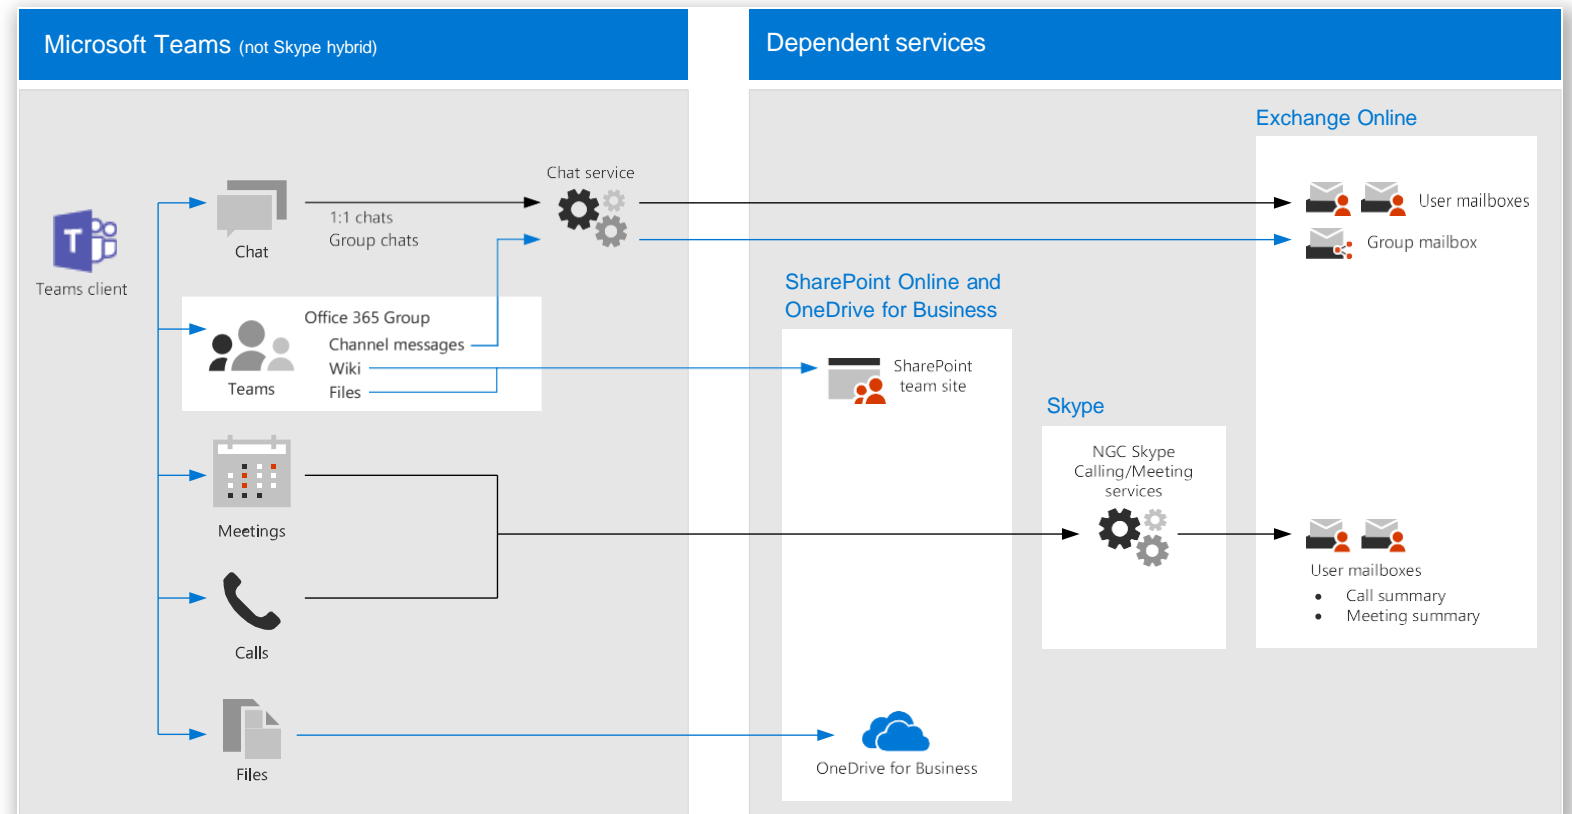 Microsoft Teams (not Skype hybrid)
Dependent services
Exchange Online
Chat service
1:1 chats
Group chats
Chat
T
Teams client
User mailboxes
Group mailbox
SharePoint Online and
OneDrive for Business
Office 365 Group
Channel messages
Wiki
Files
Teams
SharePoint
team site
Skype
NGC Skype
Calling/Meeting
services
Meetings
User mailboxes
• Call summary
• Meeting summary
Calls
Files
OneDrive for Business